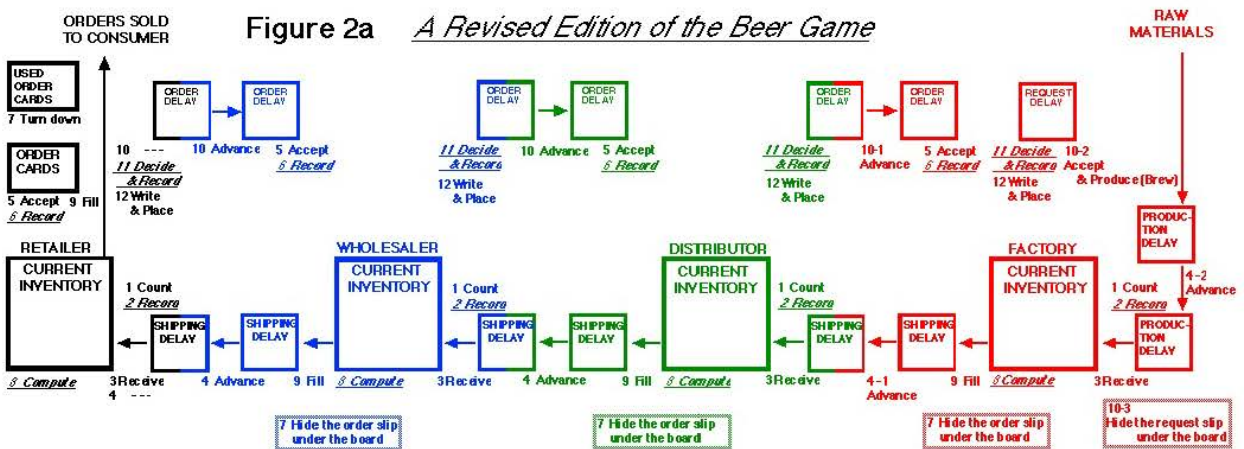 ORDERS SOLD
TO CONSUMER
Figure 2a
A Revised Edition of the Beer Game
RAW
MATERIALS
USED
ORDER
CARDS
7 Turn down
ORDER
CARDS
5 Accept 9 Fill
6 Record
ORDER
DELAY
ORDER
DELAY
10 ---
10 Advance
5 Accept
6 Record
11 Decide
& Record
12 Write
& Place
ORDER
DELAY
ORDER
DELAY
11 Decide
& Record
10 Advance
5 Accept
6 Record
12 Write
& Place
ORDER
DELAY
ORDER
DELAY
11 Decide
& Record
10-1
Advance
5 Accept
6 Record
12 Write
& Place
REQUEST
DELAY
11 Decide
& Record
10-2
Accept
& Produce (Brew)
12 Write
& Place
PRODUC-
TION
DELAY
4-2
Advance
RETAILER
CURRENT
INVENTORY
1 Count
2 Record
SHIPPING
DELAY
SHIPPING
DELAY
8 Compute
3 Receive
4 ---
4 Advance
9 Fill
WHOLESALER
CURRENT
INVENTORY
1 Count
2 Record
SHIPPING
DELAY
SHIPPING
DELAY
8 Compute
3 Receive
4 Advance
9 Fill
DISTRIBUTOR
CURRENT
INVENTORY
1 Count
2 Record
SHIPPING
DELAY
SHIPPING
DELAY
8 Compute
3 Receive
4-1
Advance
9 Fill
FACTORY
CURRENT
INVENTORY
1 Count
2 Record
PRODUC-
TION
DELAY
8 Compute
3 Receive
7 Hide the order slip
under the board
7 Hide the order slip
under the board
7 Hide the order slip
under the board
10-3
Hide the request slip
under the board